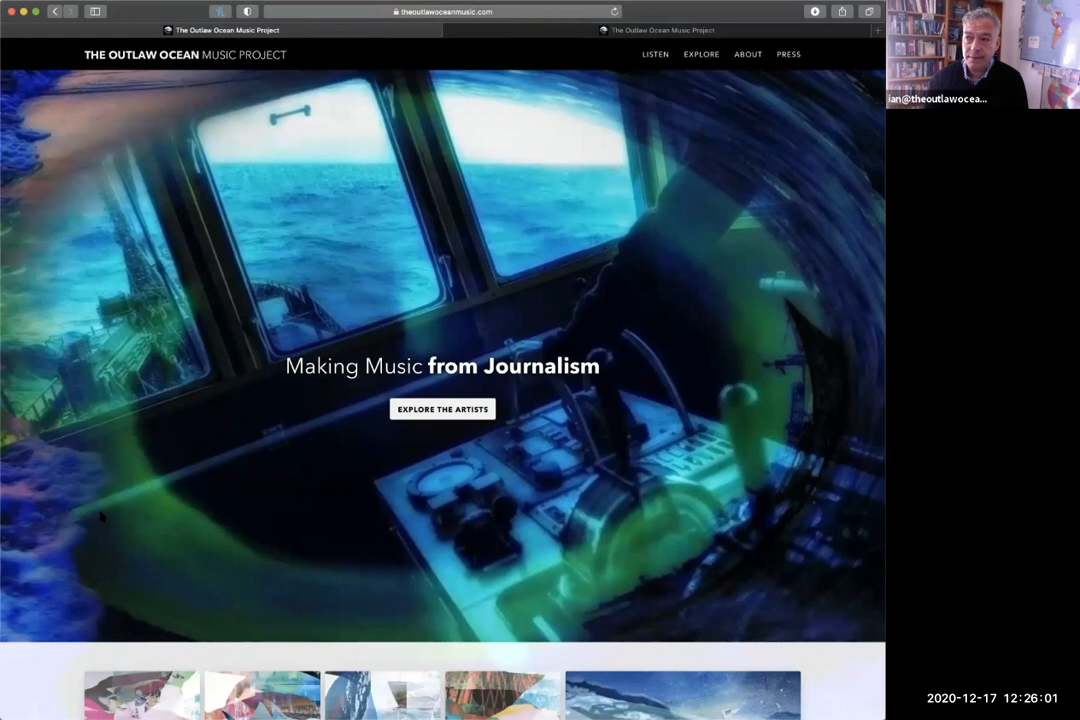 theoutlawoceanmusic.com
The Outlaw Ocean Music Project
The Outlaw Ocean Music Project
THE OUTLAW OCEAN MUSIC PROJECT
LISTEN EXPLORE ABOUT PRESS
ian@theoutlawocea...
Making Music from Journalism
EXPLORE THE ARTISTS
2020-12-17 12:26:01